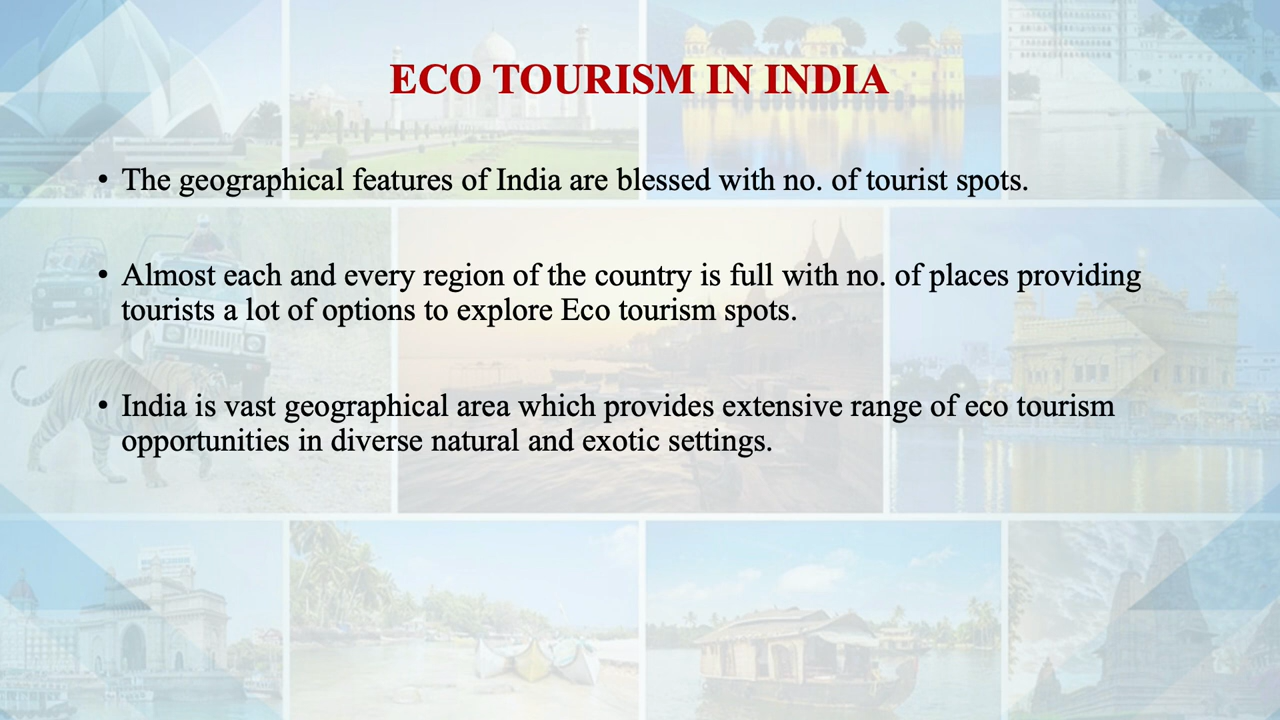 ECO TOURISM IN INDIA
• The geographical features of India are blessed with no. of tourist spots.
• Almost each and every region of the country is full with no. of places providing
tourists a lot of options to explore Eco tourism spots.
• India is vast geographical area which provides extensive range of eco tourism
opportunities in diverse natural and exotic settings.